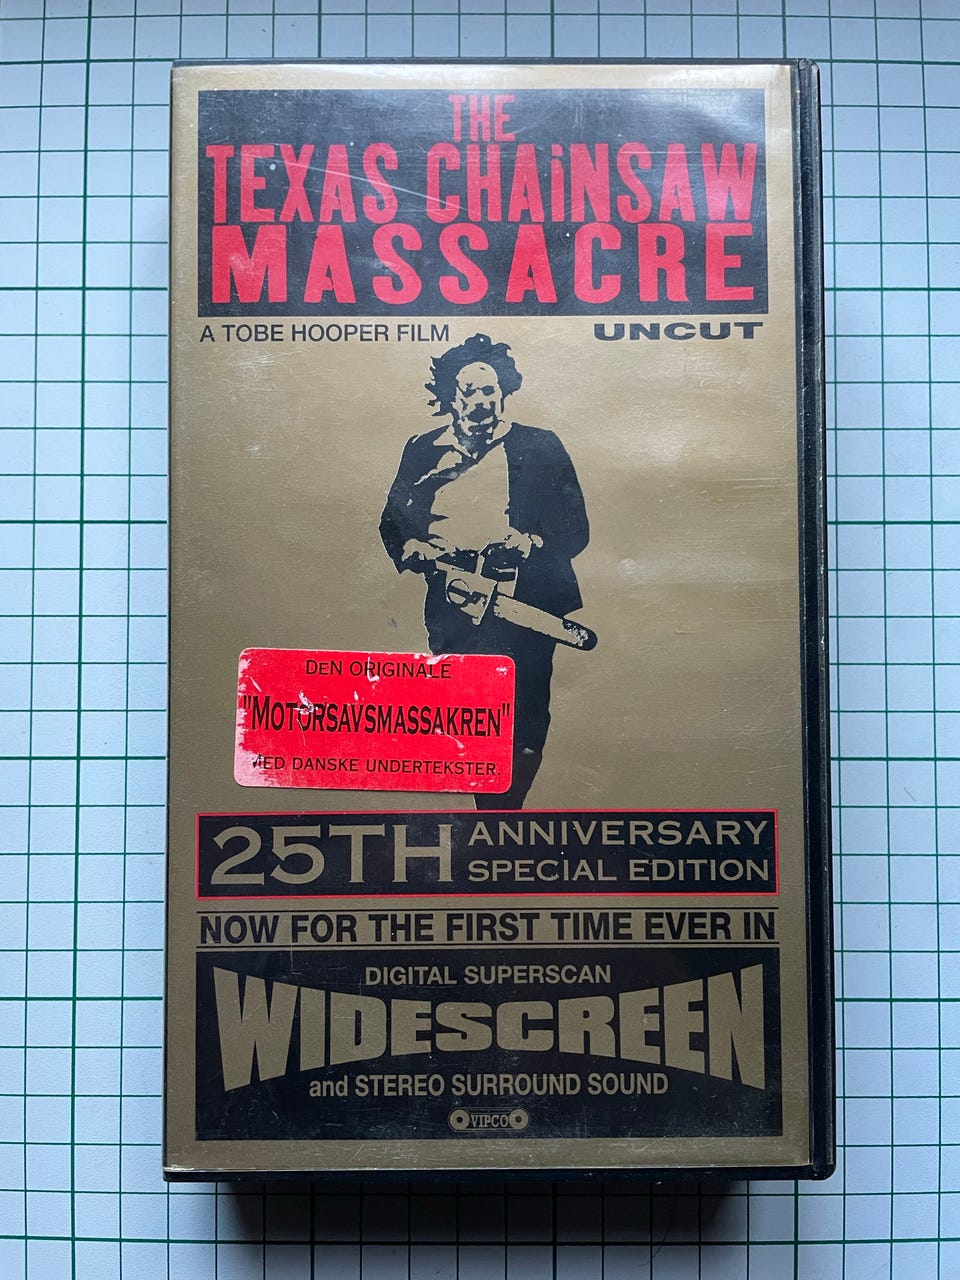 THE
TEXAS CHAiNSAW
MASSACRE
A TOBE HOOPER FILM
UNCUT
DEN ORIGINALE
"MOTORSAVSMASSAKREN"
MED DANSKE UNDERTEKSTER.
25TH
ANNIVERSARY
SPECIAL EDITION
NOW FOR THE FIRST TIME EVER IN
DIGITAL SUPERSCAN
WIDESCREEN
and STEREO SURROUND SOUND
VIPCO